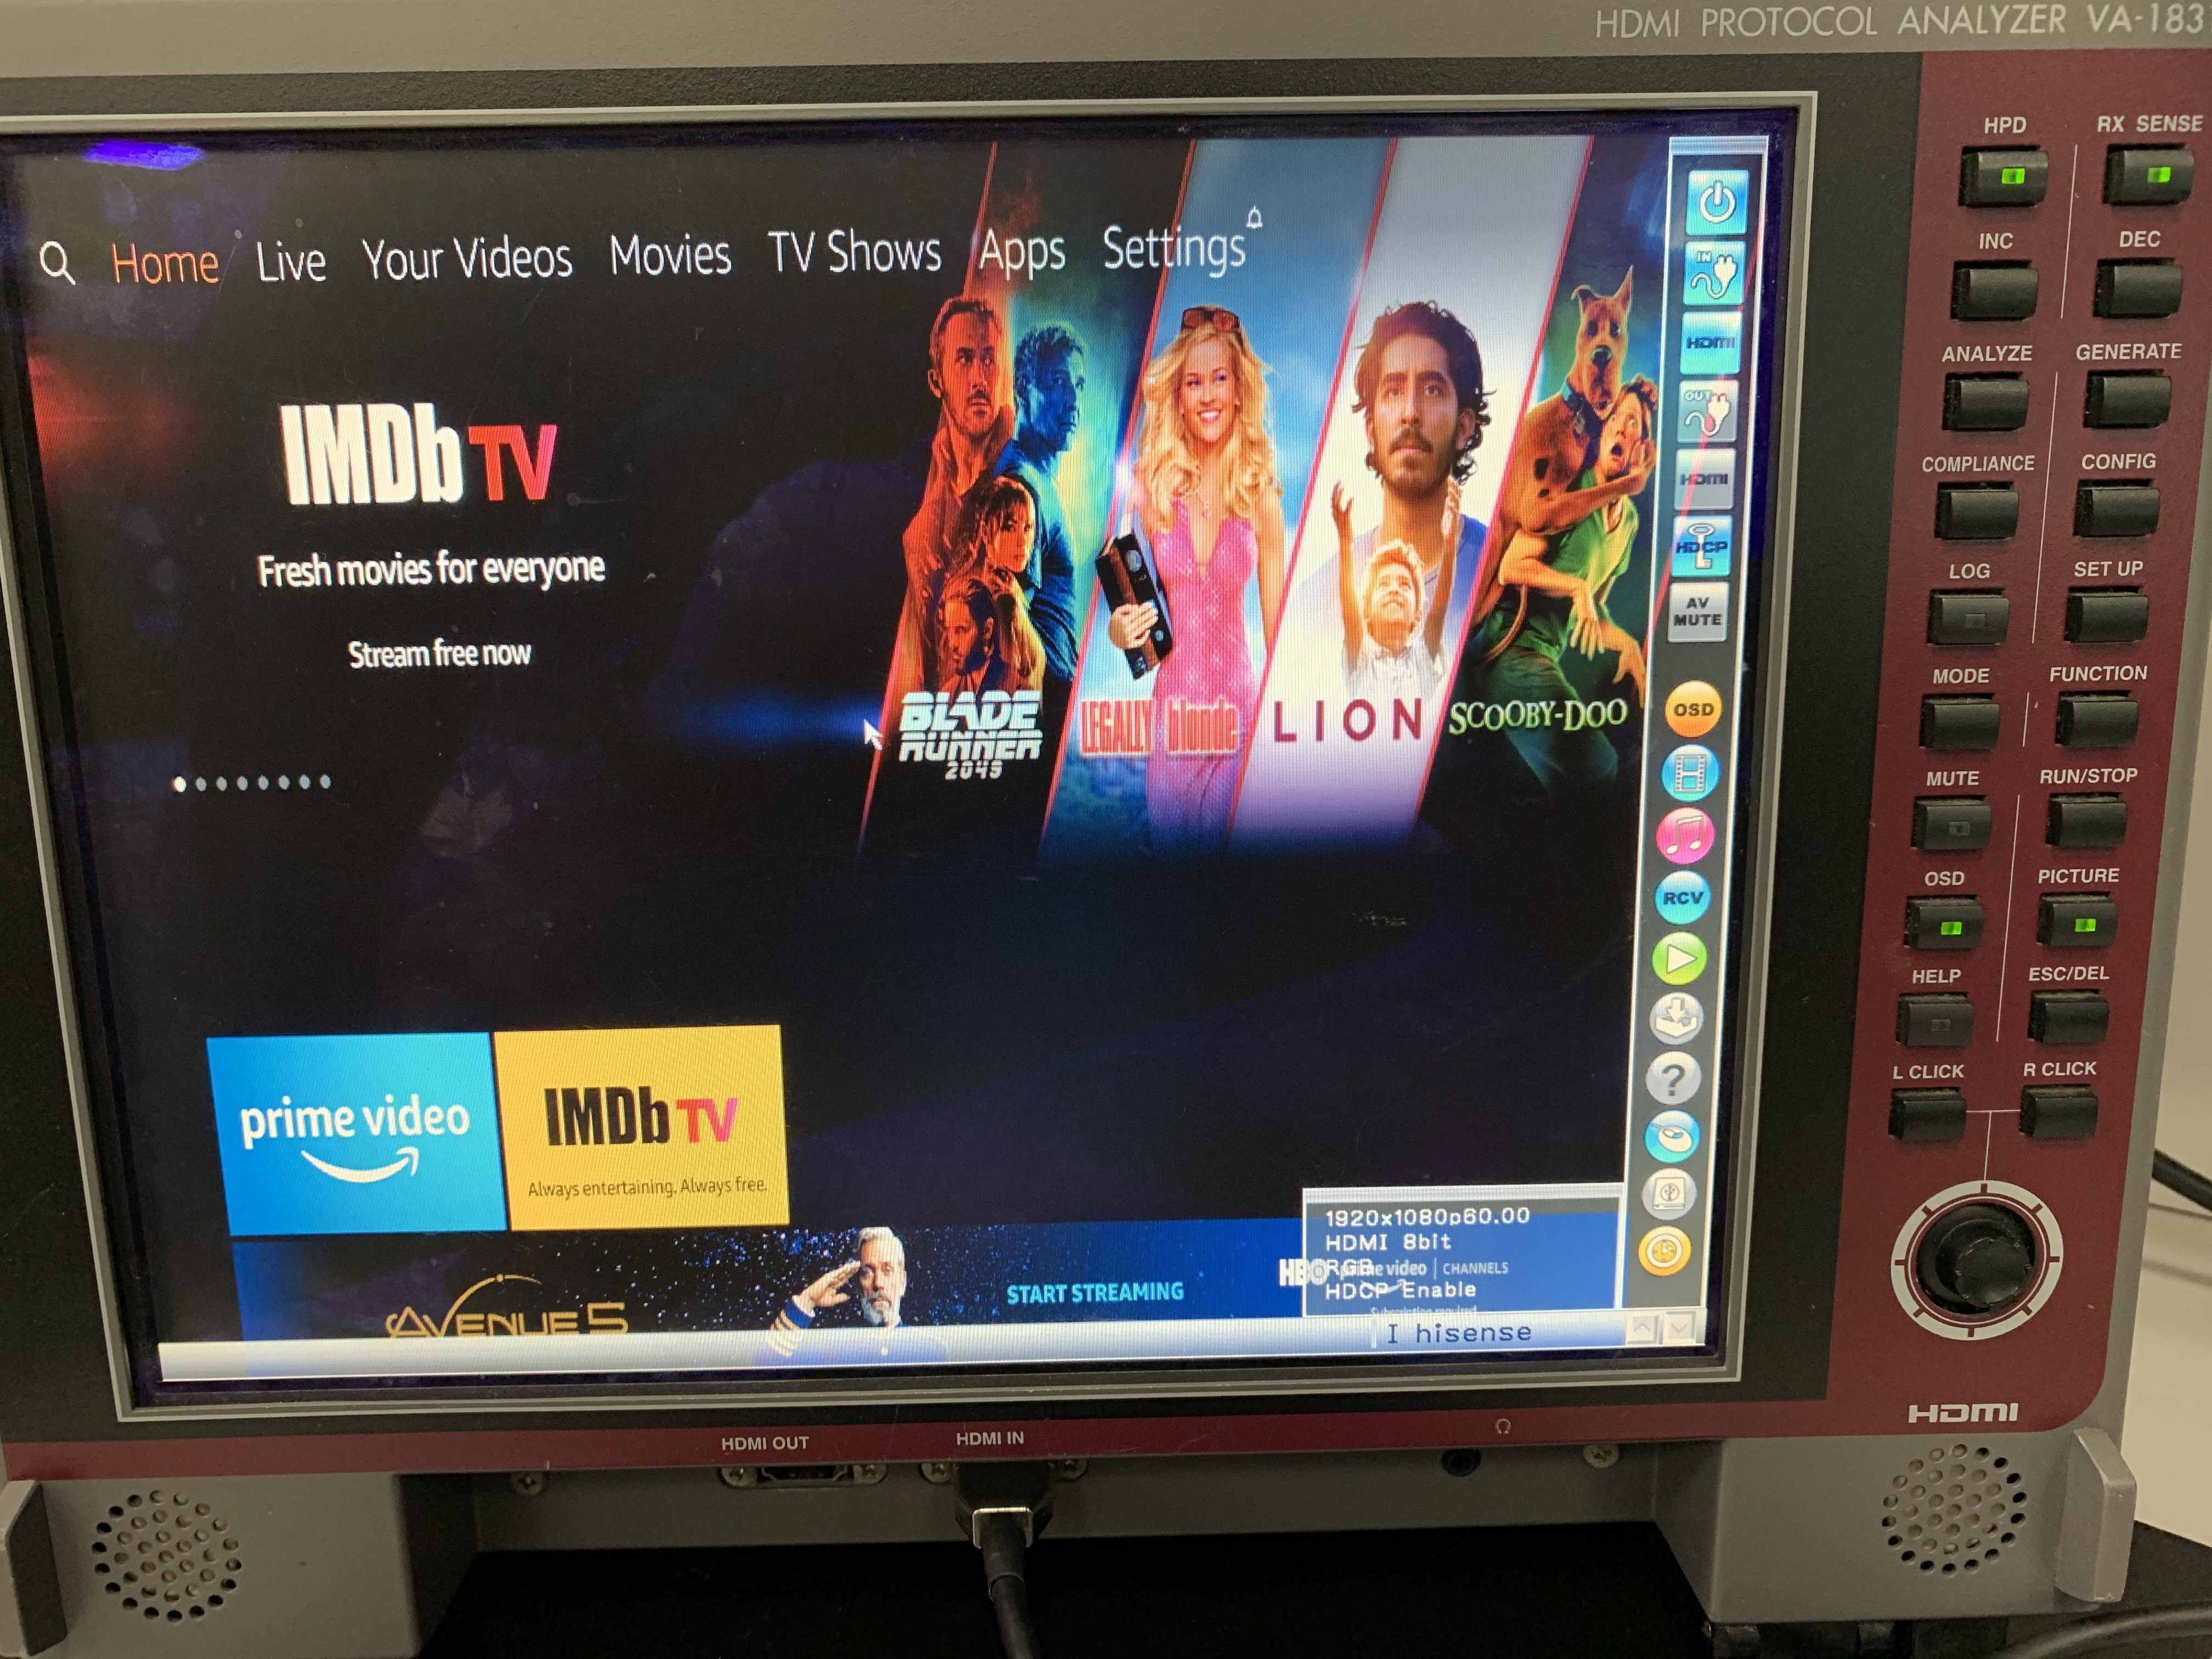 HDMI PROTOCOL ANALYZER VA-183
HPD
RX SENSE
INC
DEC
ANALYZE
GENERATE
COMPLIANCE
CONFIG
LOG
SET UP
MODE
FUNCTION
MUTE
RUN/STOP
OSD
PICTURE
HELP
ESC/DEL
L CLICK
R CLICK
HDMI
Home Live Your Videos Movies TV Shows Apps Settings
IMDb TV
Fresh movies for everyone
Stream free now
BLADE
RUNNER
2049
LEGALLY blonde
LION
SCOOBY-DOO
IN
HDMI
OUT
HDMI
HDCP
AV
MUTE
OSD
RCV
?
prime video
IMDb TV
Always entertaining. Always free.
AVENUE 5
START STREAMING
HBO prime video | CHANNELS
Subscription required
1920x1080p60.00
HDMI 8bit
RGB
HDCP Enable
I hisense
HDMI OUT
HDMI IN